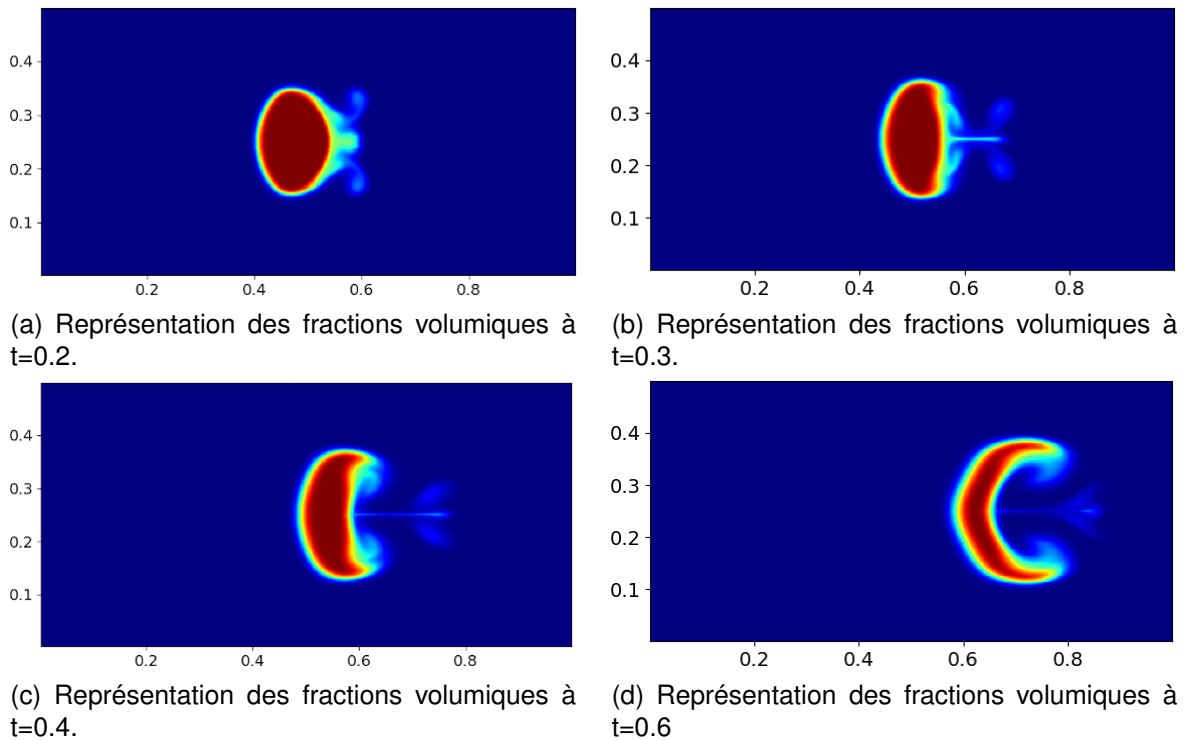 0.4
0.3
0.2
0.1
0.2 0.4 0.6 0.8
(a) Représentation des fractions volumiques à
t=0.2.
0.4
0.3
0.2
0.1
0.2 0.4 0.6 0.8
(b) Représentation des fractions volumiques à
t=0.3.
0.4
0.3
0.2
0.1
0.2 0.4 0.6 0.8
(c) Représentation des fractions volumiques à
t=0.4.
0.4
0.3
0.2
0.1
0.2 0.4 0.6 0.8
(d) Représentation des fractions volumiques à
t=0.6